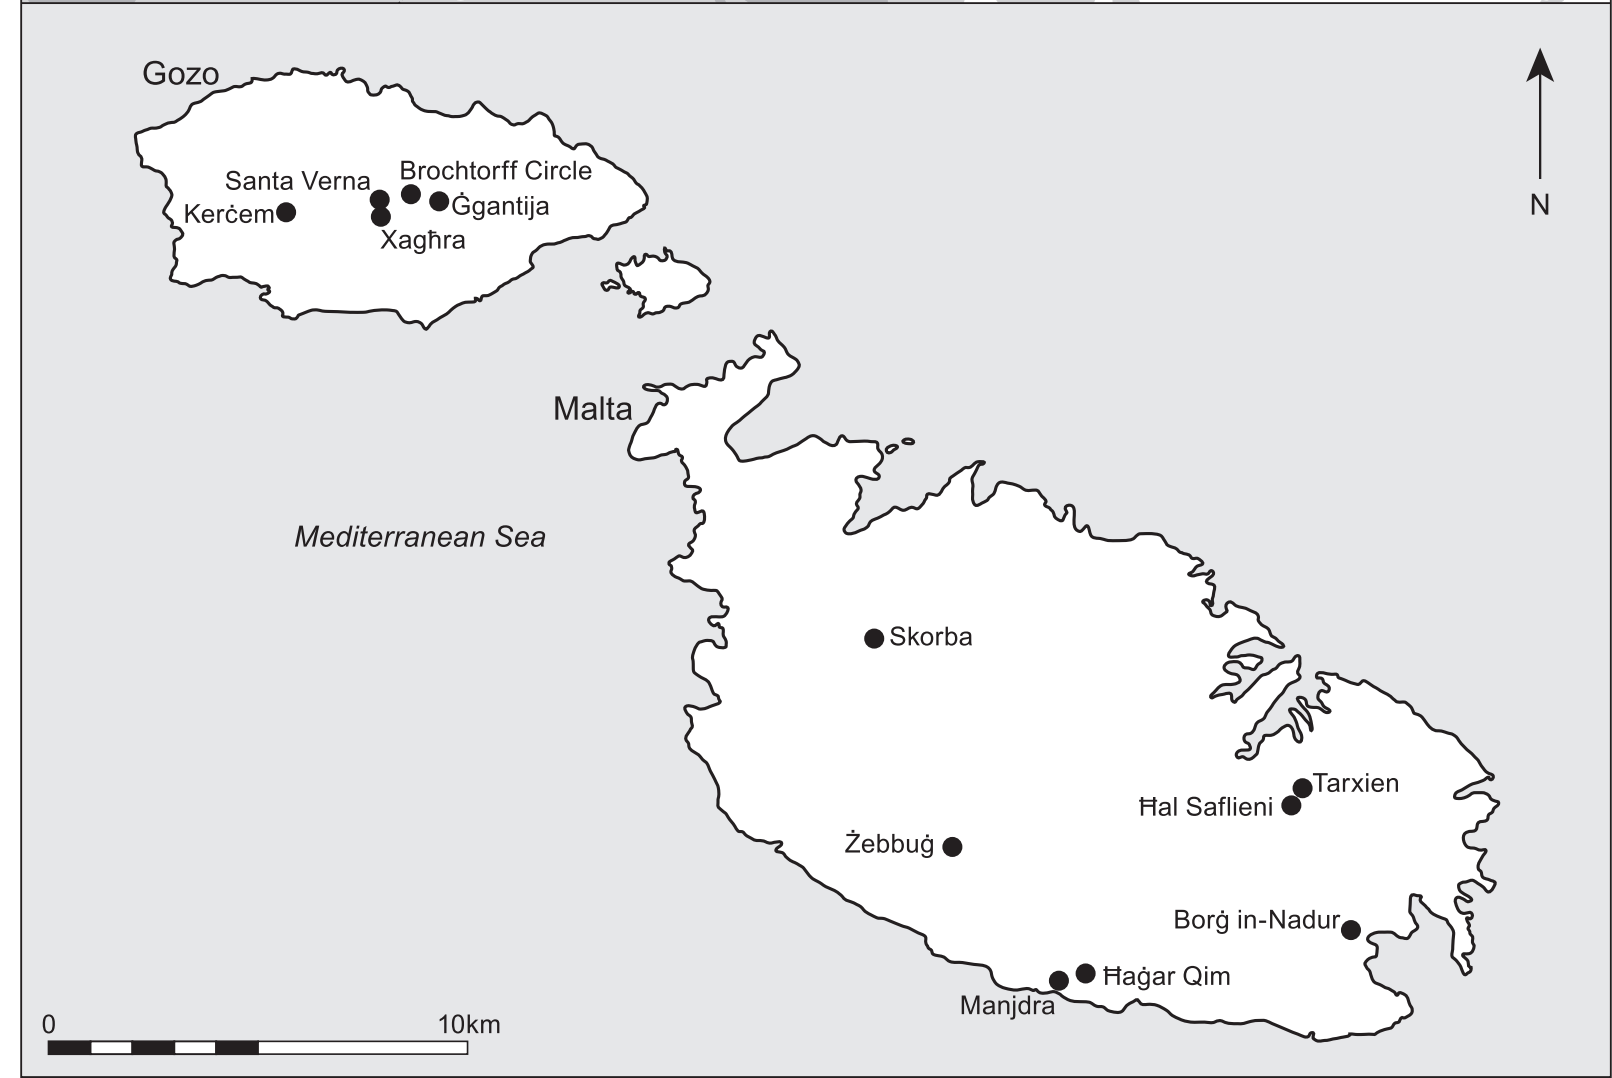 Gozo
Brochtorff Circle
Santa Verna
Ġgantija
Kerċem
Xagħra
N
Malta
Mediterranean Sea
Skorba
Tarxien
Ħal Saflieni
Żebbuġ
Borġ in-Nadur
Ħaġar Qim
Manjdra
0 10km